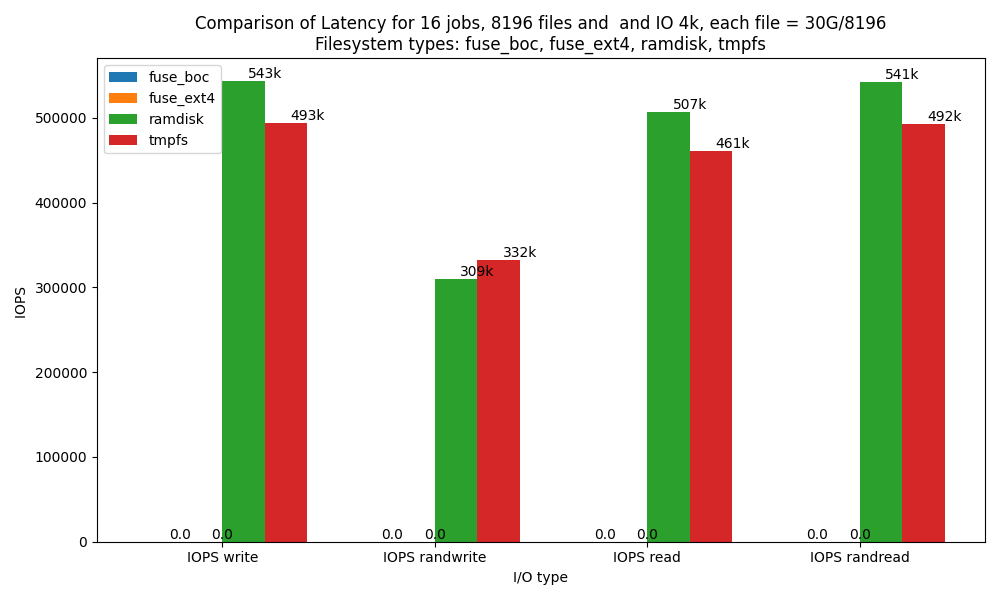 Comparison of Latency for 16 jobs, 8196 files and  and IO 4k, each file = 30G/8196
Filesystem types: fuse_boc, fuse_ext4, ramdisk, tmpfs
fuse_boc
fuse_ext4
ramdisk
tmpfs
543k
493k
309k
332k
507k
461k
541k
492k
0.0
0.0
0.0
0.0
0.0
0.0
0.0
0.0
500000
400000
300000
200000
100000
0
IOPS
IOPS write
IOPS randwrite
IOPS read
IOPS randread
I/O type